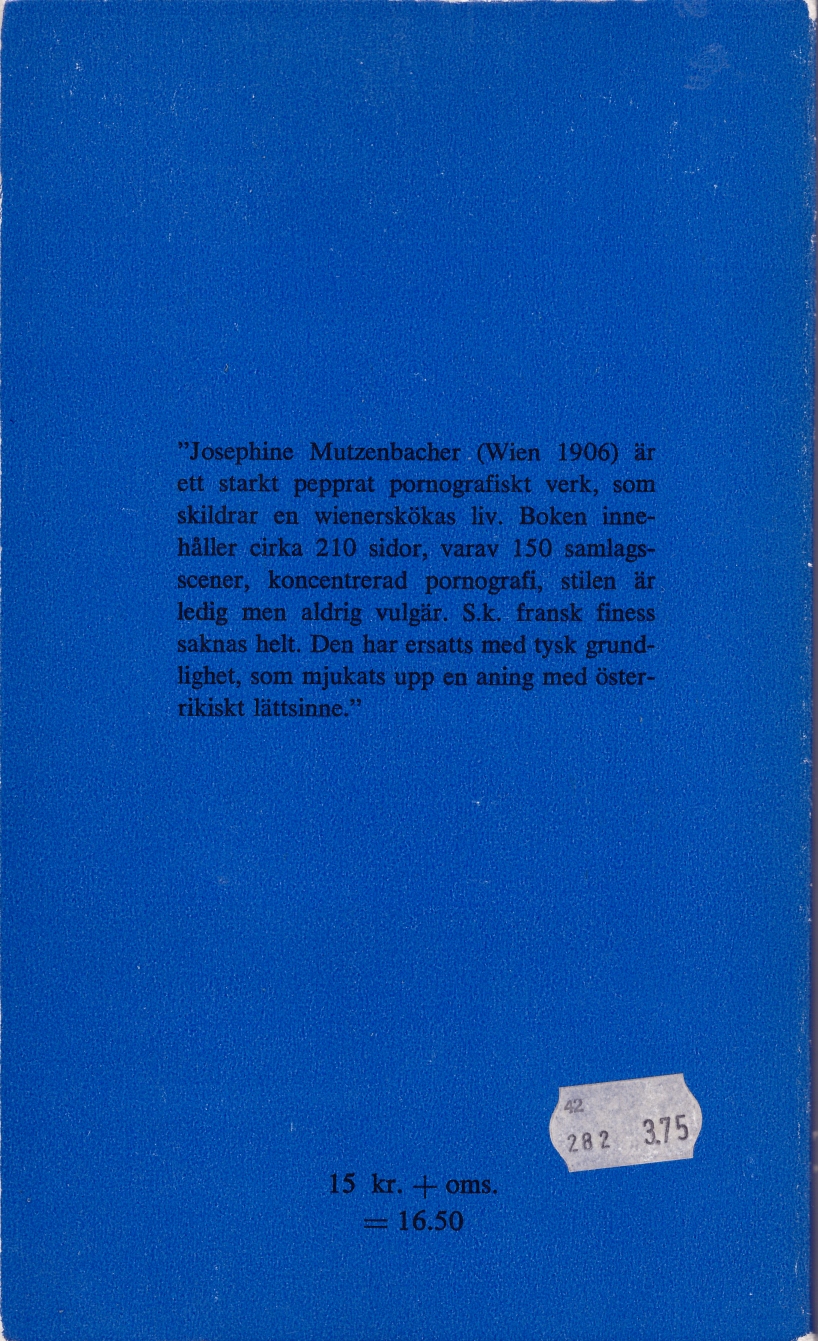 ”Josephine Mutzenbacher (Wien 1906) är
ett starkt pepprat pornografiskt verk, som
skildrar en wienerskökas liv. Boken inne-
håller cirka 210 sidor, varav 150 samlags-
scener, koncentrerad pornografi, stilen är
ledig men aldrig vulgär. S.k. fransk finess
saknas helt. Den har ersatts med tysk grund-
lighet, som mjukats upp en aning med öster-
rikiskt lättsinne.”
42
282 3.75
15 kr. + oms.
= 16.50